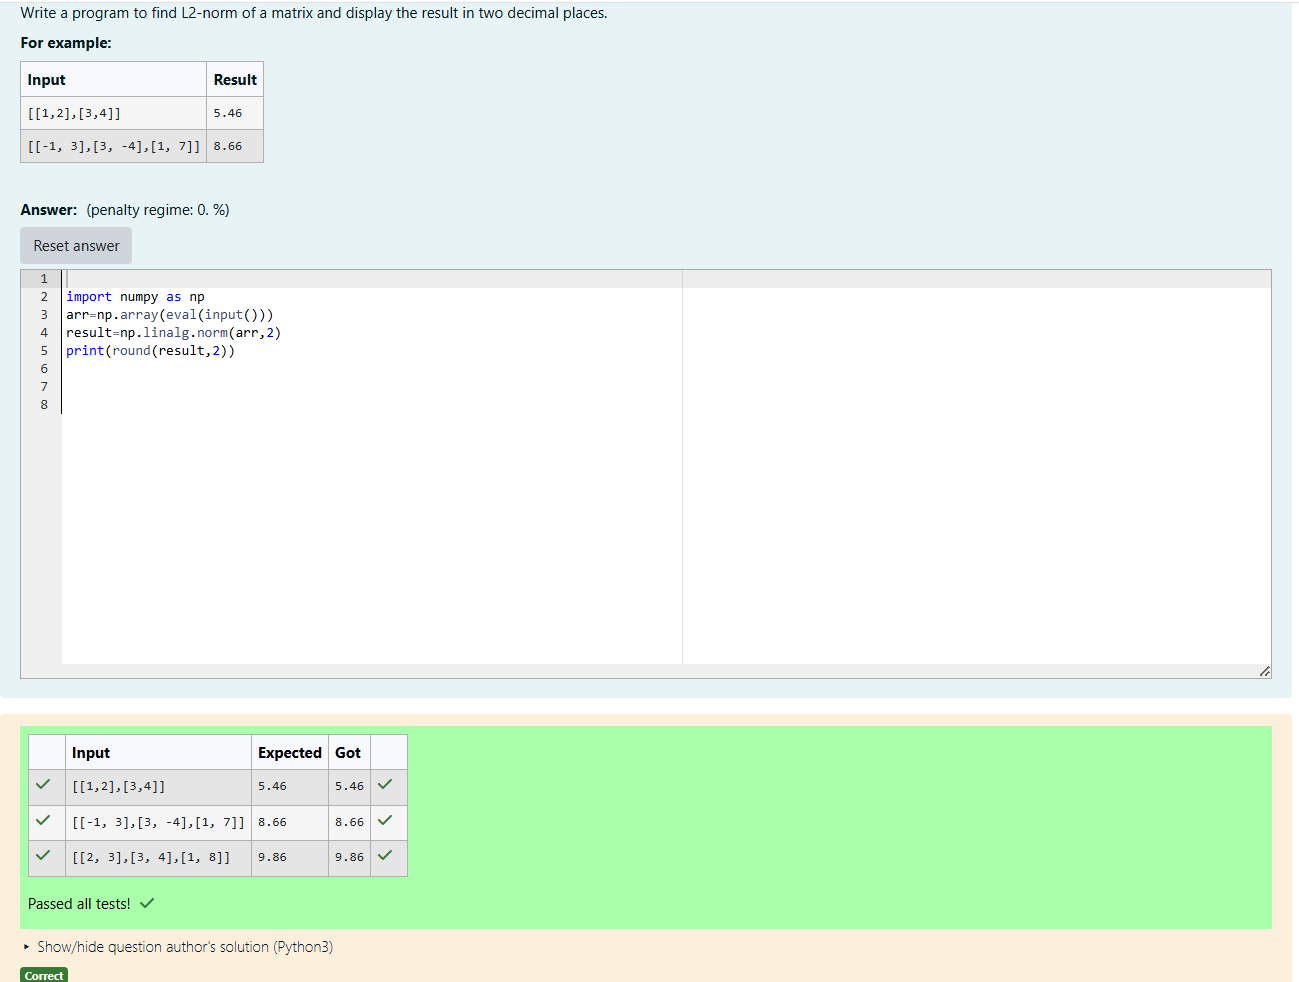 Write a program to find L2-norm of a matrix and display the result in two decimal places.
For example:
Input Result
[[1,2],[3,4]] 5.46
[[-1, 3],[3, -4],[1, 7]] 8.66
Answer: (penalty regime: 0. %)
Reset answer
1
2 import numpy as np
3 arr=np.array(eval(input()))
4 result=np.linalg.norm(arr,2)
5 print(round(result,2))
6
7
8
Input Expected Got
[[1,2],[3,4]] 5.46 5.46
[[-1, 3],[3, -4],[1, 7]] 8.66 8.66
[[2, 3],[3, 4],[1, 8]] 9.86 9.86
Passed all tests!
Show/hide question author's solution (Python3)
Correct